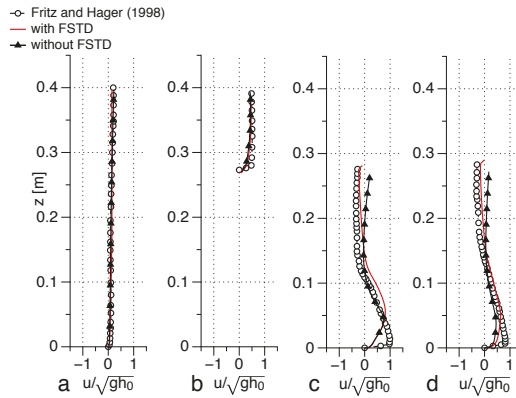 Fritz and Hager (1998)
with FSTD
without FSTD
0.4 0.4 0.4 0.4
0.3 0.3 0.3 0.3
z [m]
0.2 0.2 0.2 0.2
0.1 0.1 0.1 0.1
0 0 0 0
−1 0 1 −1 0 1 −1 0 1 −1 0 1
a u/√gh₀ b u/√gh₀ c u/√gh₀ d u/√gh₀